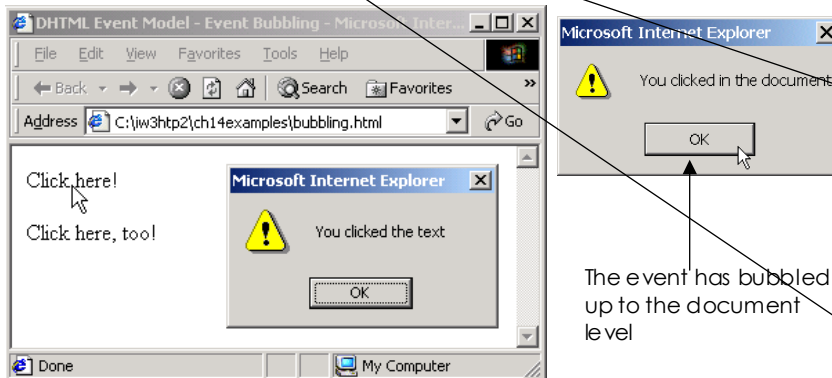 DHTML Event Model - Event Bubbling - Microsoft Inter...
File Edit View Favorites Tools Help
Back Search Favorites »
Address C:\iw3htp2\ch14examples\bubbling.html Go
Click here!
Click here, too!
Microsoft Internet Explorer
You clicked the text
OK
Done My Computer
Microsoft Internet Explorer
You clicked in the document
OK
The event has bubbled
up to the document
level